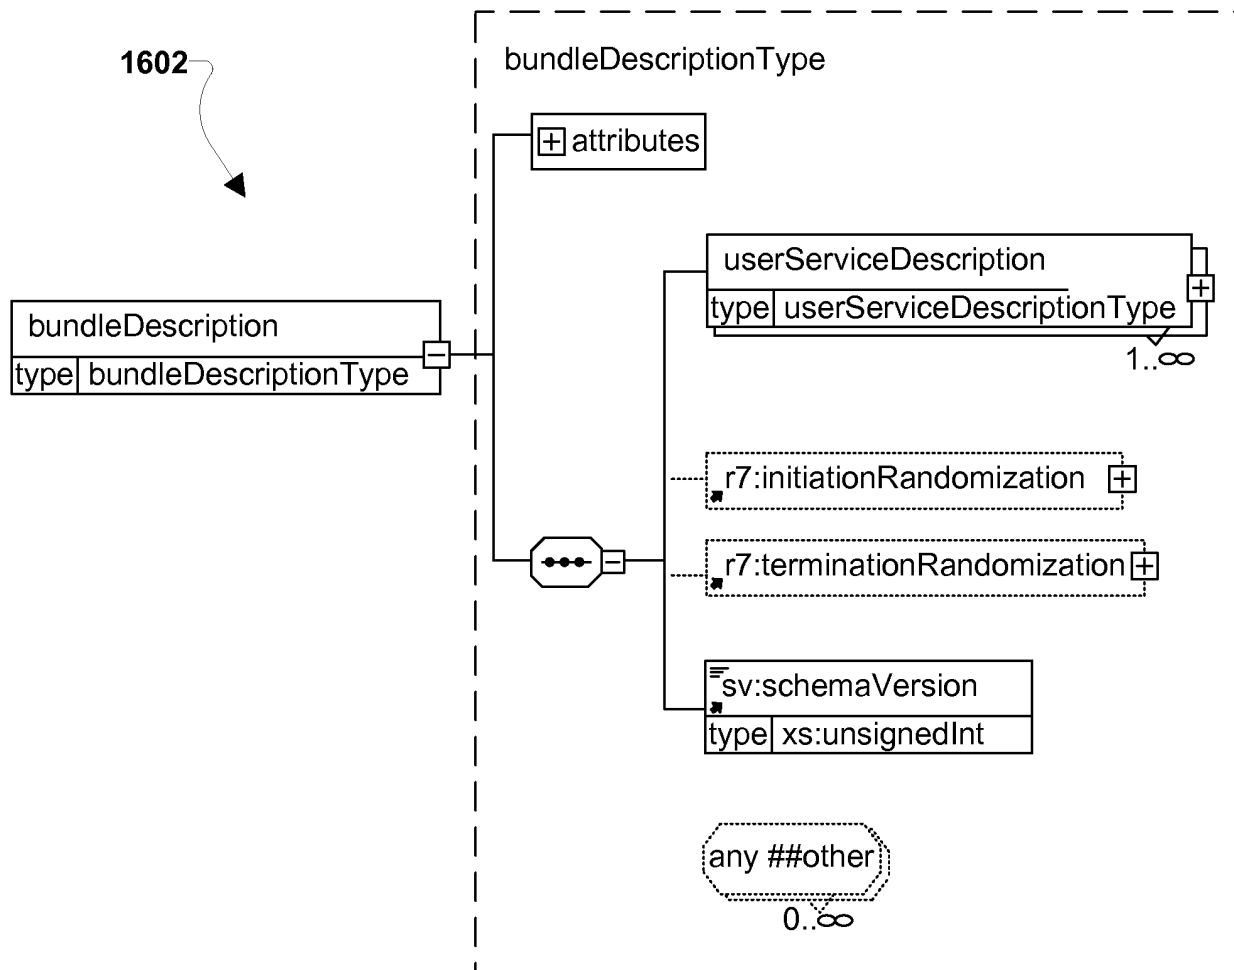 1602
bundleDescriptionType
attributes
userServiceDescription
type userServiceDescriptionType
1..∞
bundleDescription
type bundleDescriptionType
r7:initiationRandomization
r7:terminationRandomization
sv:schemaVersion
type xs:unsignedInt
any ##other
0..∞